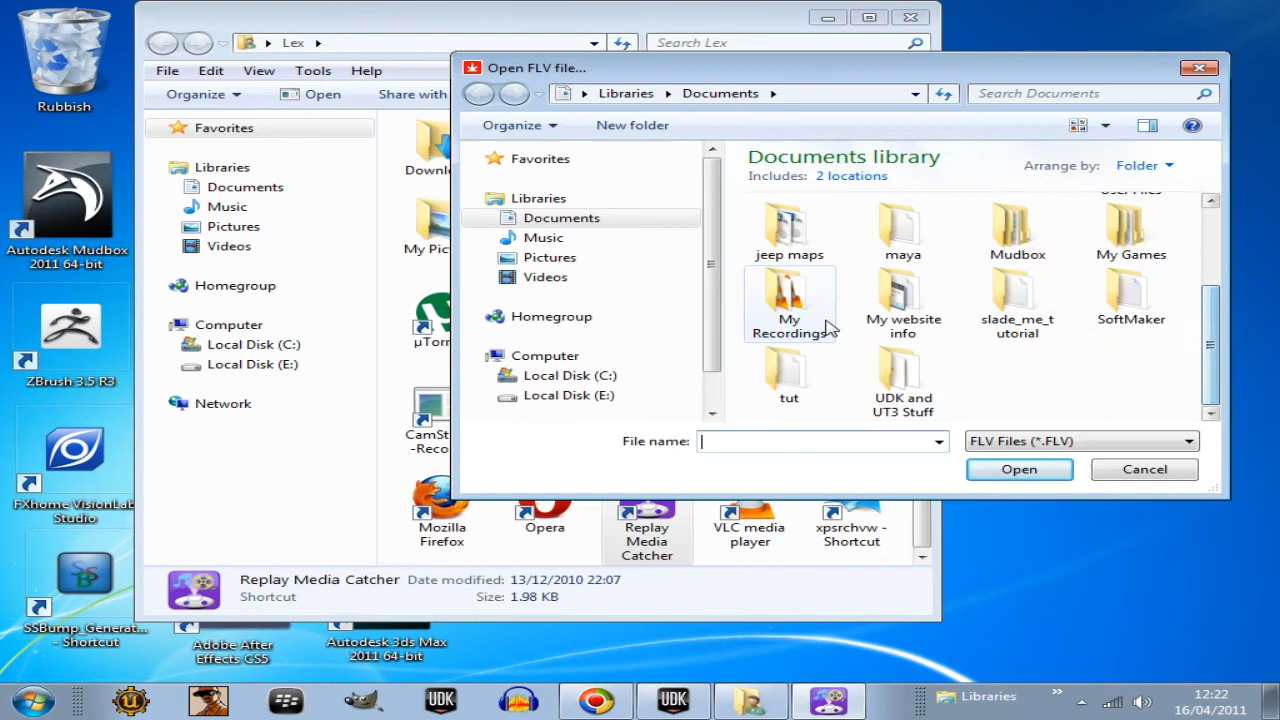 Rubbish
Autodesk Mudbox
2011 64-bit
ZBrush 3.5 R3
FXhome VisionLab
Studio
SSBump_Generat...
- Shortcut
Lex
Search Lex
File Edit View Tools Help
Organize Open Share with
Favorites
Libraries
Documents
Music
Pictures
Videos
Homegroup
Computer
Local Disk (C:)
Local Disk (E:)
Network
Downlo
My Pic
µTorr
CamSt
-Reco
Mozilla
Firefox
Opera
Replay
Media
Catcher
VLC media
player
xpsrchvw -
Shortcut
Replay Media Catcher Date modified: 13/12/2010 22:07
Shortcut Size: 1.98 KB
Adobe After
Effects CS5
Autodesk 3ds Max
2011 64-bit
Open FLV file...
Libraries Documents
Search Documents
Organize New folder
Favorites
Libraries
Documents
Music
Pictures
Videos
Homegroup
Computer
Local Disk (C:)
Local Disk (E:)
Documents library
Includes: 2 locations
Arrange by: Folder
User Files
jeep maps
maya
Mudbox
My Games
My
Recordings
My website
info
slade_me_t
utorial
SoftMaker
tut
UDK and
UT3 Stuff
File name:
FLV Files (*.FLV)
Open Cancel
UDK
UDK
Libraries
12:22
16/04/2011